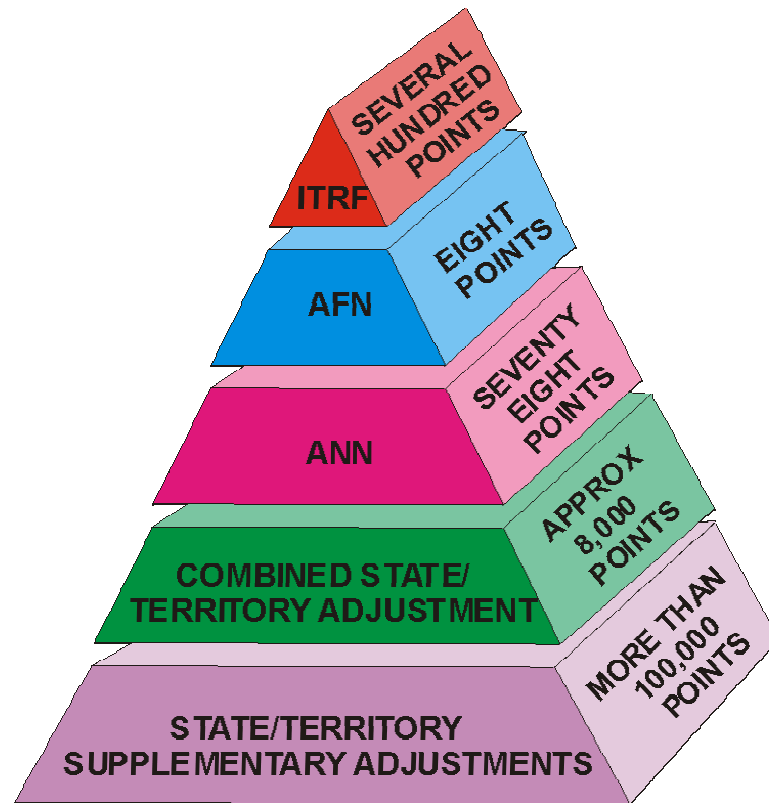 SEVERAL
HUNDRED
POINTS
ITRF
EIGHT
POINTS
AFN
SEVENTY
EIGHT
POINTS
ANN
APPROX
8,000
POINTS
COMBINED STATE/
TERRITORY ADJUSTMENT
MORE THAN
100,000
POINTS
STATE/TERRITORY
SUPPLEMENTARY ADJUSTMENTS